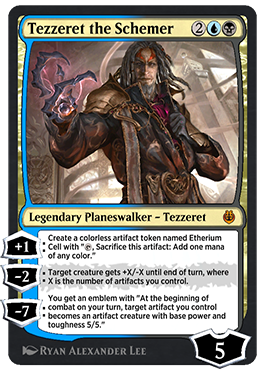 Tezzeret the Schemer 2
Legendary Planeswalker – Tezzeret
+1
Create a colorless artifact token named Etherium
Cell with ", Sacrifice this artifact: Add one mana
of any color."
-2
Target creature gets +X/-X until end of turn, where
X is the number of artifacts you control.
-7
You get an emblem with "At the beginning of
combat on your turn, target artifact you control
becomes an artifact creature with base power and
toughness 5/5."
Ryan Alexander Lee
5